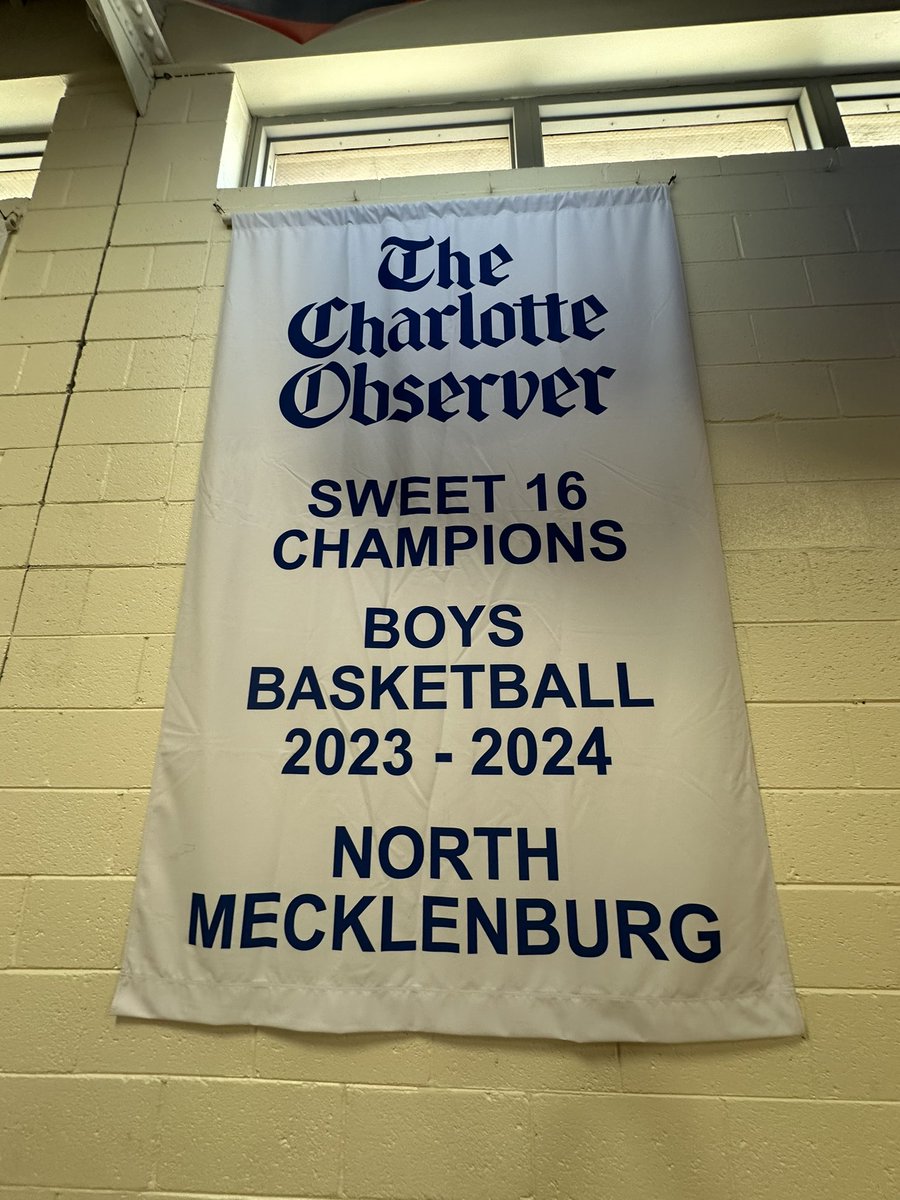 The
Charlotte
Observer
SWEET 16
CHAMPIONS
BOYS
BASKETBALL
2023 - 2024
NORTH
MECKLENBURG